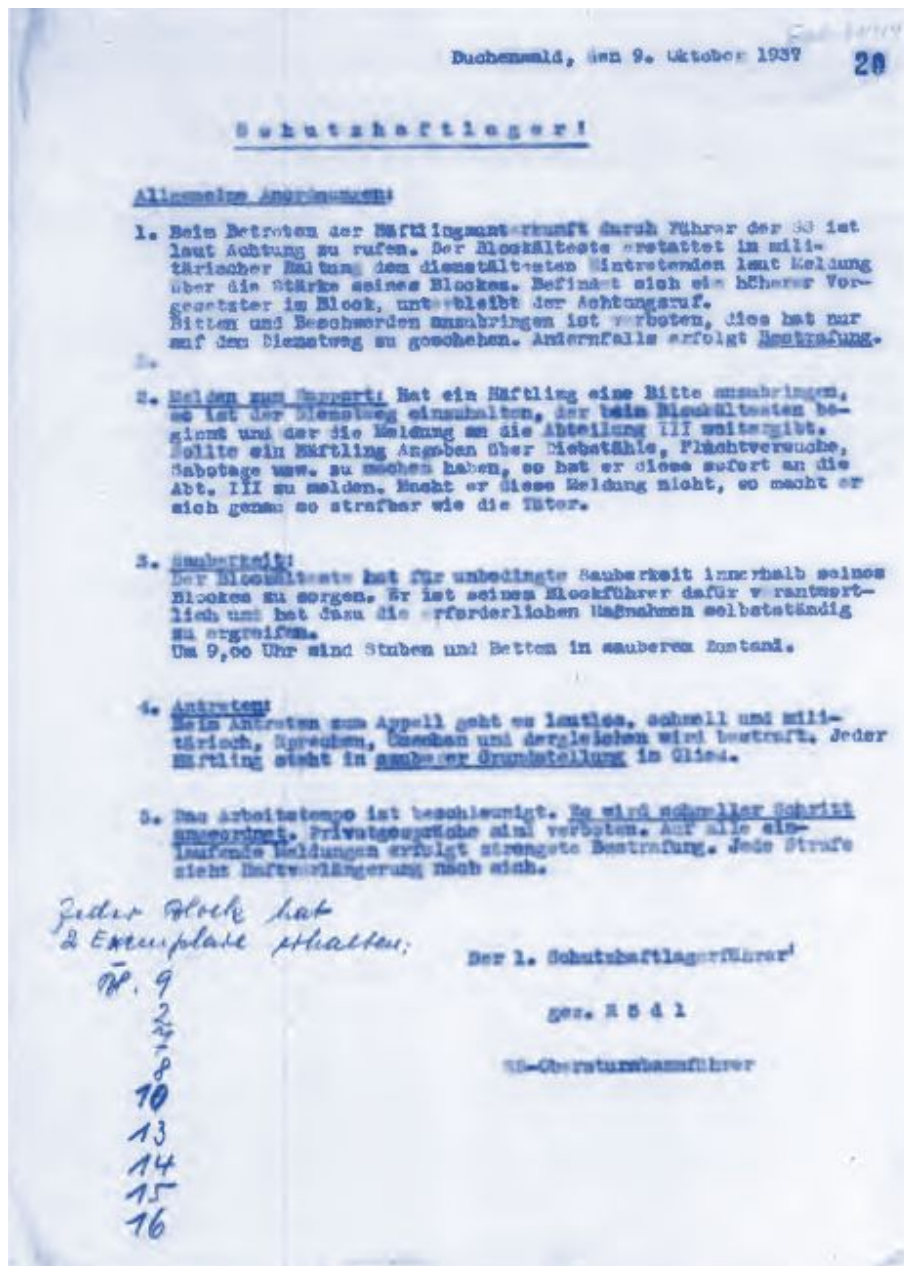 Buchenwald, den 9. Oktober 1937
20
Schutzhaftlager!
Allgemeine Anordnungen:
1. Beim Betreten der Häftlingsunterkunft durch Führer der SS ist
laut Achtung zu rufen. Der Blockälteste erstattet in mili-
tärischer Haltung dem dienstältesten Eintretenden laut Meldung
über die Stärke seines Blockes. Befindet sich ein höherer Vor-
gesetzter im Block, unterbleibt der Achtungsruf.
Bitten und Beschwerden anzubringen ist verboten, dies hat nur
auf dem Dienstweg zu geschehen. Andernfalls erfolgt Bestrafung.
2. Melden zum Rapport: Hat ein Häftling eine Bitte anzubringen,
so ist der Dienstweg einzuhalten, der beim Blockältesten be-
ginnt und der die Meldung an die Abteilung III weitergibt.
Sollte ein Häftling Angaben über Diebstähle, Fluchtversuche,
Sabotage usw. zu machen haben, so hat er diese sofort an die
Abt. III zu melden. Macht er diese Meldung nicht, so macht er
sich genau so strafbar wie die Täter.
3. Sauberkeit:
Der Blockälteste hat für unbedingte Sauberkeit innerhalb seines
Blockes zu sorgen. Er ist seinem Blockführer dafür verantwort-
lich und hat dazu die erforderlichen Maßnahmen selbstständig
zu ergreifen.
Um 9,00 Uhr sind Stuben und Betten in sauberem Zustand.
4. Antreten:
Beim Antreten zum Appell geht es lautlos, schnell und mili-
tärisch, Sprechen, und dergleichen wird bestraft. Jeder
Häftling steht in sauberer Grundstellung in Glied.
5. Das Arbeitstempo ist beschleunigt. Es wird schneller Schritt
angeordnet. Privatgespräche sind verboten. Auf alle ein-
laufende Meldungen erfolgt strengste Bestrafung. Jede Strafe
zieht Haftverlängerung nach sich.
Jeder Block hat
2 Exemplare erhalten:
Der 1. Schutzhaftlagerführer
Bl. 9
gez. R ö d l
2
SS-Obersturmbannführer
8
10
13
14
15
16